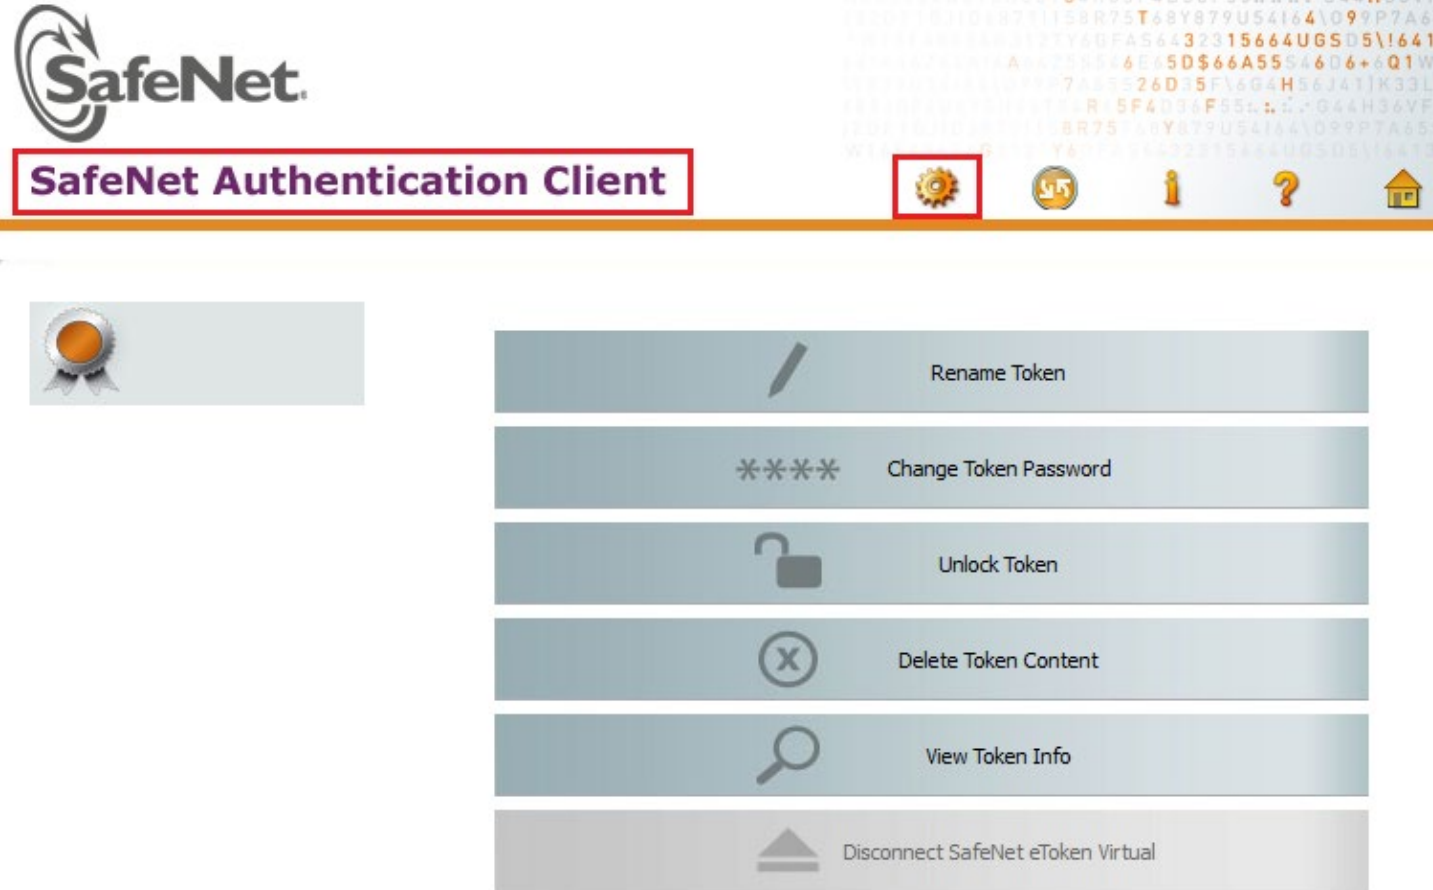 SafeNet.
SafeNet Authentication Client
Rename Token
Change Token Password
Unlock Token
Delete Token Content
View Token Info
Disconnect SafeNet eToken Virtual